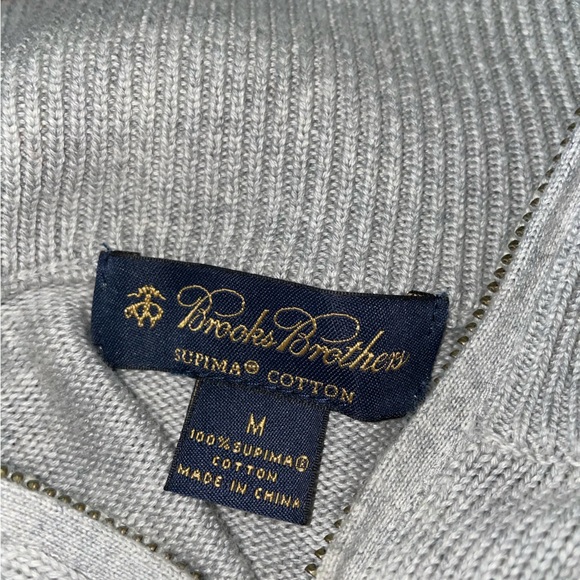 Brooks Brothers
SUPIMA® COTTON
M
100% SUPIMA®
COTTON
MADE IN CHINA